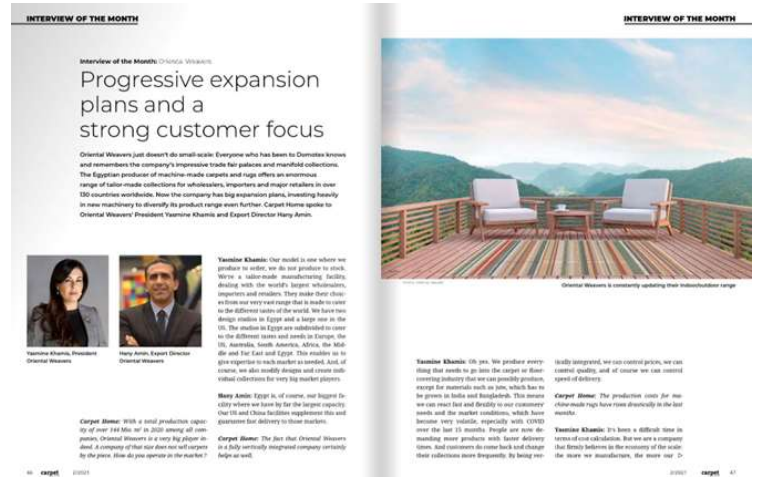 INTERVIEW OF THE MONTH
Interview of the Month: Oriental Weavers
Progressive expansion
plans and a
strong customer focus
Oriental Weavers just doesn't do small-scale: Everyone who has been to Domotex knows
and remembers the company's impressive trade fair palaces and manifold collections.
The Egyptian producer of machine-made carpets and rugs offers an enormous
range of tailor-made collections for wholesalers, importers and major retailers in over
130 countries worldwide. Now the company has big expansion plans, investing heavily
in new machinery to diversify its product range even further. Carpet Home spoke to
Oriental Weavers' President Yasmine Khamis and Export Director Hany Amin.
Yasmine Khamis, President
Oriental Weavers
Hany Amin, Export Director
Oriental Weavers
Carpet Home: With a total production capac-
ity of over 144 Mio. m² in 2020 among all com-
panies, Oriental Weavers is a very big player in-
deed. A company of that size does not sell carpets
by the piece. How do you operate in the market?
Yasmine Khamis: Our model is one where we
produce to order, we do not produce to stock.
We're a tailor-made manufacturing facility,
dealing with the world's largest wholesalers,
importers and retailers. They make their choic-
es from our very vast range that is made to cater
to the different tastes of the world. We have two
design studios in Egypt and a large one in the
US. The studios in Egypt are subdivided to cater
to the different tastes and needs in Europe, the
US, Australia, South America, Africa, the Mid-
dle and Far East and Egypt. This enables us to
give expertise to each market as needed. And, of
course, we also modify designs and create indi-
vidual collections for very big market players.
Hany Amin: Egypt is, of course, our biggest fa-
cility where we have by far the largest capacity.
Our US and China facilities supplement this and
guarantee fast delivery to those markets.
Carpet Home: The fact that Oriental Weavers
is a fully vertically integrated company certainly
helps as well.
46 carpet 2/2021
INTERVIEW OF THE MONTH
Oriental Weavers is constantly updating their indoor/outdoor range
Yasmine Khamis: Oh yes. We produce every-
thing that needs to go into the carpet or floor-
covering industry that we can possibly produce,
except for materials such as jute, which has to
be grown in India and Bangladesh. This means
we can react fast and flexibly to our customers'
needs and the market conditions, which have
become very volatile, especially with COVID
over the last 15 months. People are now de-
manding more products with faster delivery
times. And customers do come back and change
their collections more frequently. By being ver-
tically integrated, we can control prices, we can
control quality, and of course we can control
speed of delivery.
Carpet Home: The production costs for ma-
chine-made rugs have risen drastically in the last
months.
Yasmine Khamis: It's been a difficult time in
terms of cost calculation. But we are a company
that firmly believes in the economy of the scale:
the more we manufacture, the more our ▷
2/2021 carpet 47